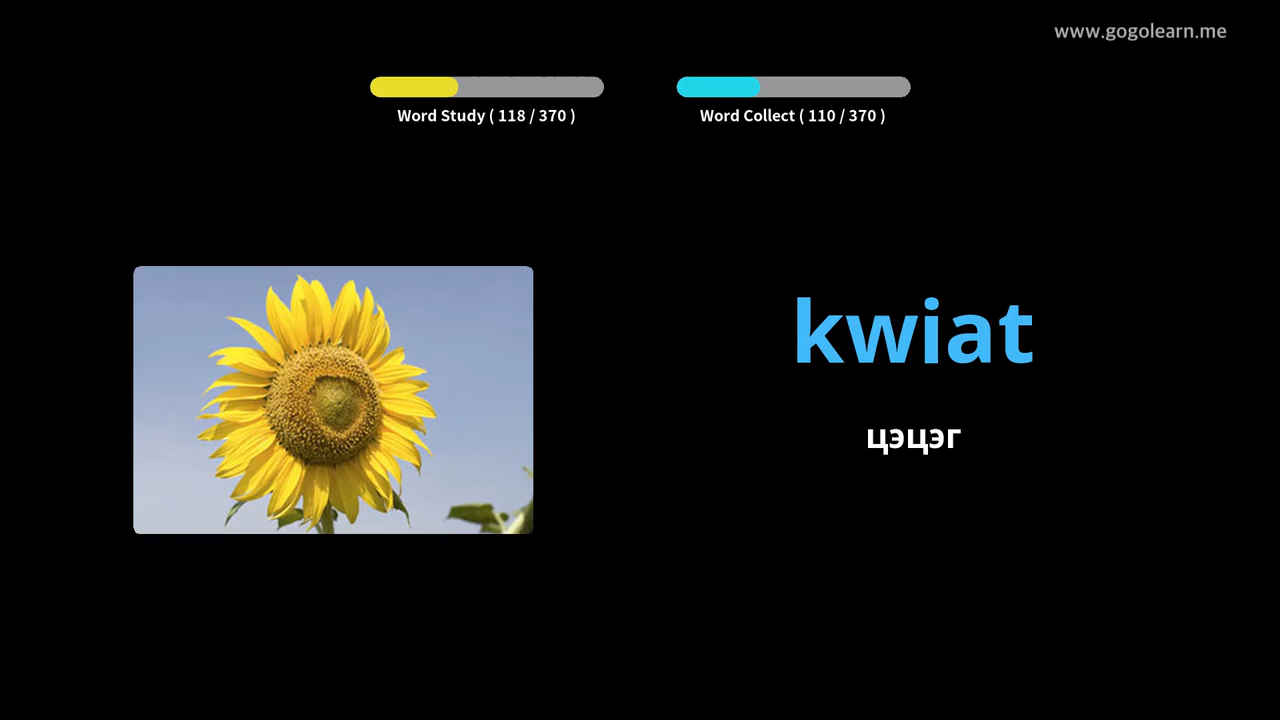 www.gogolearn.me
Word Study ( 118 / 370 )
Word Collect ( 110 / 370 )
kwiat
цэцэг